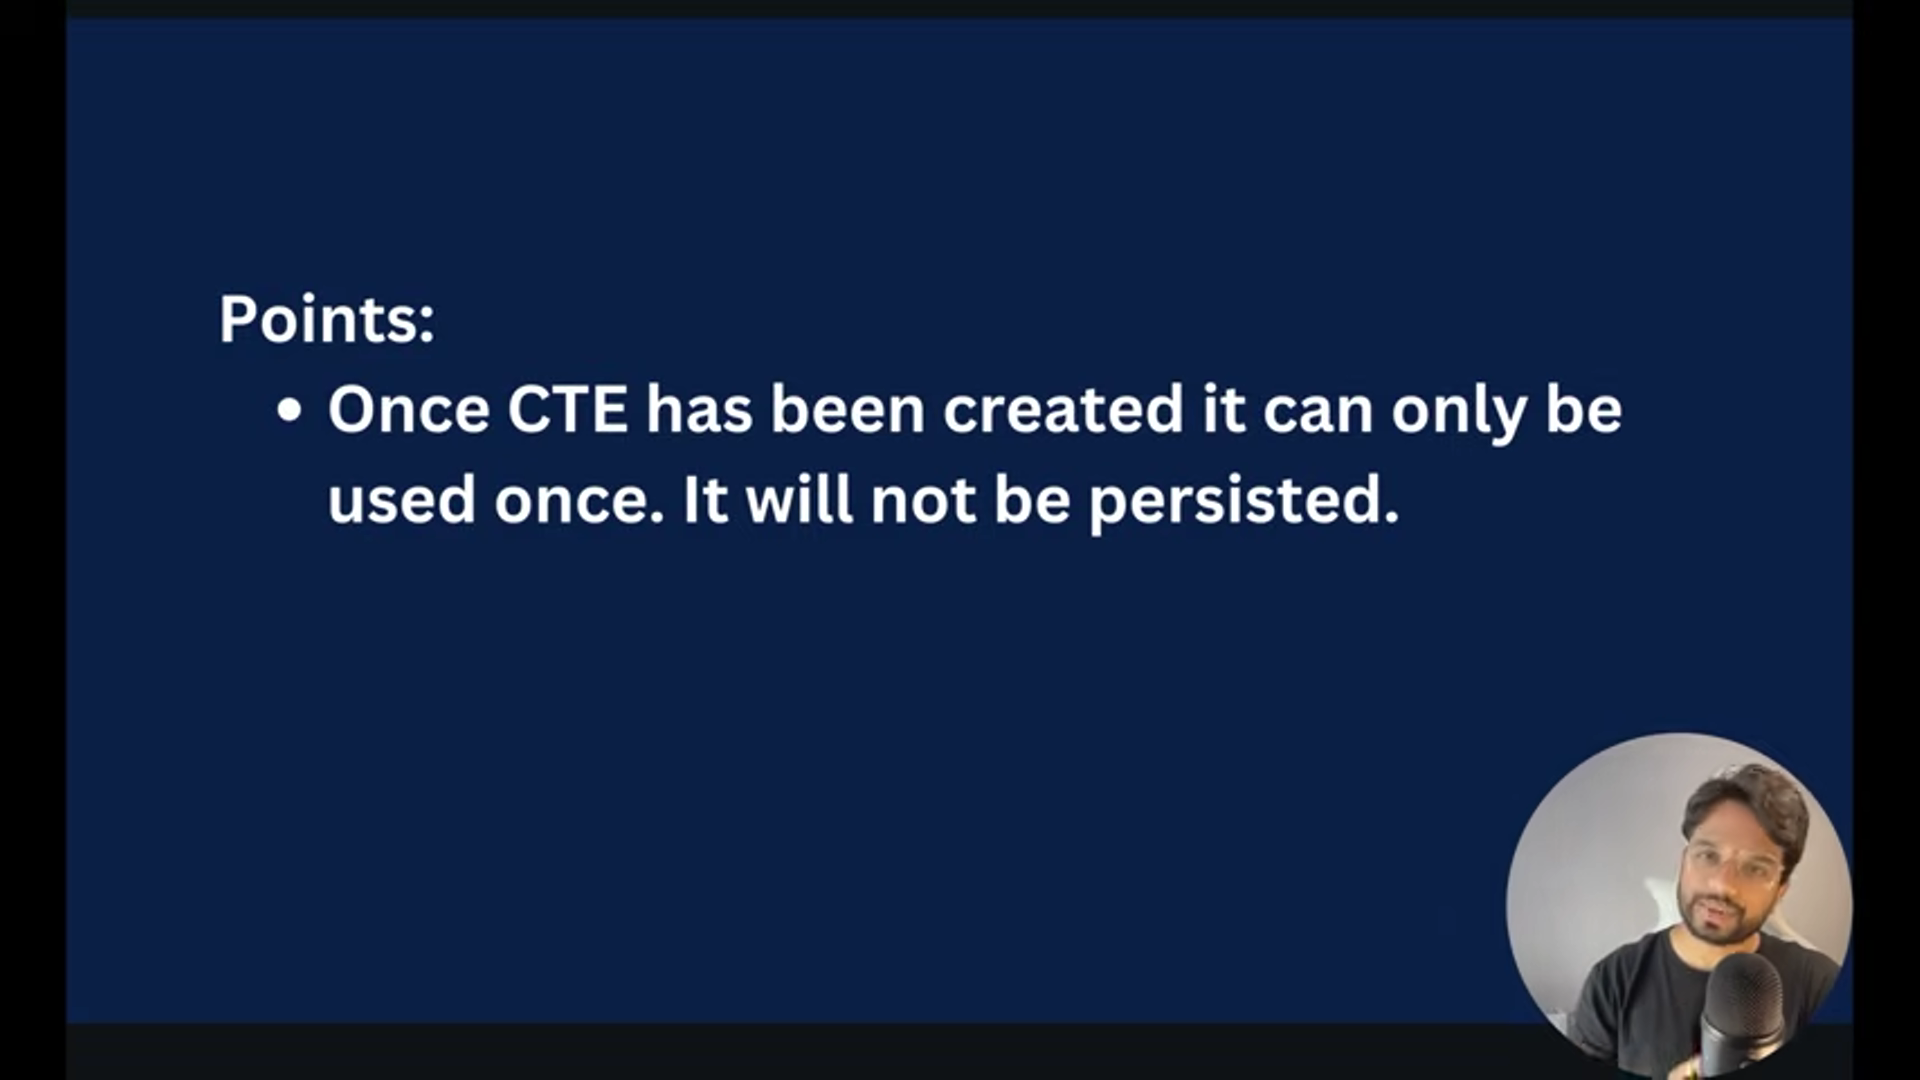 Points:
• Once CTE has been created it can only be
used once. It will not be persisted.